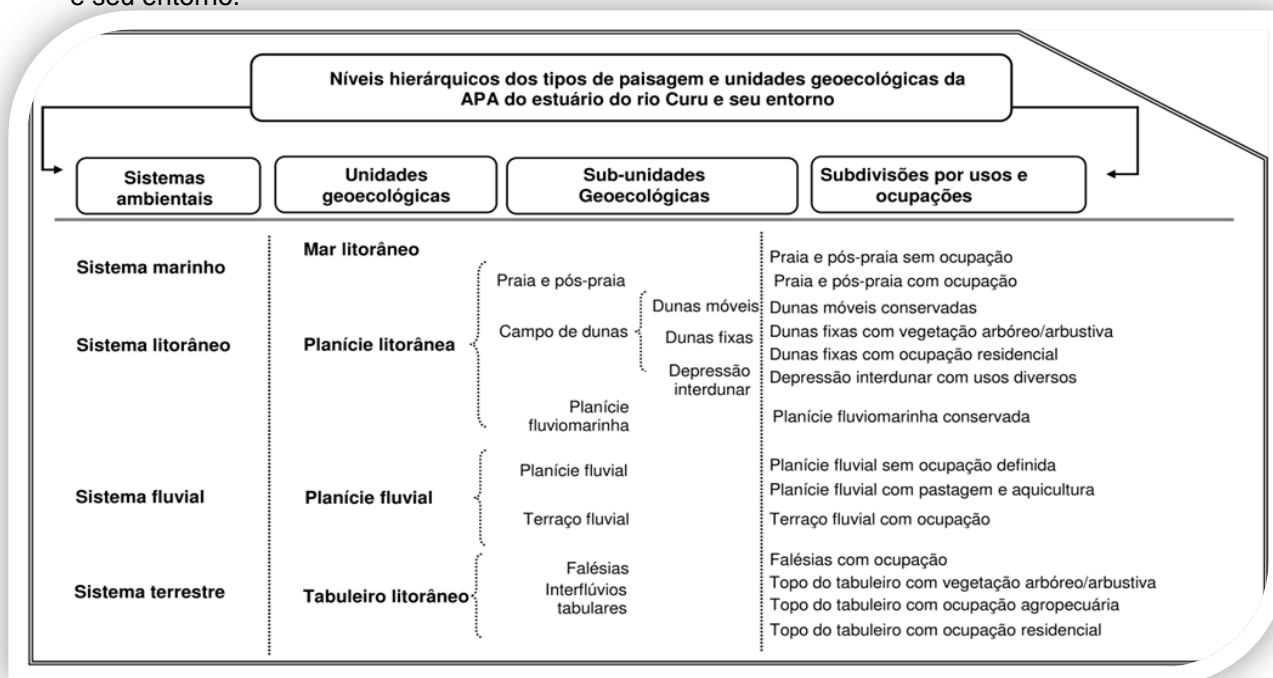 e seu entorno.
Níveis hierárquicos dos tipos de paisagem e unidades geoecológicas da
APA do estuário do rio Curu e seu entorno
Sistemas
ambientais
Unidades
geoecológicas
Sub-unidades
Geoecológicas
Subdivisões por usos e
ocupações
Sistema marinho
Sistema litorâneo
Sistema fluvial
Sistema terrestre
Mar litorâneo
Planície litorânea
Planície fluvial
Tabuleiro litorâneo
Praia e pós-praia
Campo de dunas
Dunas móveis
Dunas fixas
Depressão
interdunar
Planície
fluviomarinha
Planície fluvial
Terraço fluvial
Falésias
Interflúvios
tabulares
Praia e pós-praia sem ocupação
Praia e pós-praia com ocupação
Dunas móveis conservadas
Dunas fixas com vegetação arbóreo/arbustiva
Dunas fixas com ocupação residencial
Depressão interdunar com usos diversos
Planície fluviomarinha conservada
Planície fluvial sem ocupação definida
Planície fluvial com pastagem e aquicultura
Terraço fluvial com ocupação
Falésias com ocupação
Topo do tabuleiro com vegetação arbóreo/arbustiva
Topo do tabuleiro com ocupação agropecuária
Topo do tabuleiro com ocupação residencial